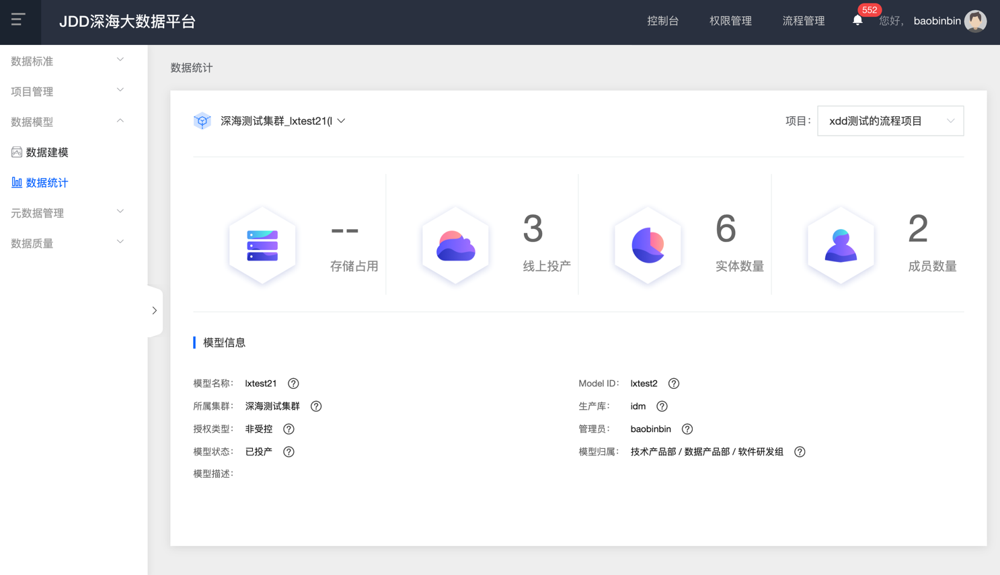 JDD深海大数据平台
控制台
权限管理
流程管理
552
您好,
baobinbin
数据标准
项目管理
数据模型
数据建模
数据统计
元数据管理
数据质量
数据统计
深海测试集群_lxtest21(l
项目:
xdd测试的流程项目
--
存储占用
3
线上投产
6
实体数量
2
成员数量
模型信息
模型名称: lxtest21
Model ID: lxtest2
所属集群: 深海测试集群
生产库: idm
授权类型: 非受控
管理员: baobinbin
模型状态: 已投产
模型归属: 技术产品部 / 数据产品部 / 软件研发组
模型描述: